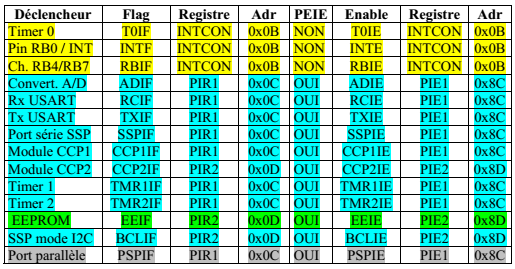 Déclencheur Flag Registre Adr PEIE Enable Registre Adr
Timer 0 T0IF INTCON 0x0B NON T0IE INTCON 0x0B
Pin RB0 / INT INTF INTCON 0x0B NON INTE INTCON 0x0B
Ch. RB4/RB7 RBIF INTCON 0x0B NON RBIE INTCON 0x0B
Convert. A/D ADIF PIR1 0x0C OUI ADIE PIE1 0x8C
Rx USART RCIF PIR1 0x0C OUI RCIE PIE1 0x8C
Tx USART TXIF PIR1 0x0C OUI TXIE PIE1 0x8C
Port série SSP SSPIF PIR1 0x0C OUI SSPIE PIE1 0x8C
Module CCP1 CCP1IF PIR1 0x0C OUI CCP1IE PIE1 0x8C
Module CCP2 CCP2IF PIR2 0x0D OUI CCP2IE PIE2 0x8D
Timer 1 TMR1IF PIR1 0x0C OUI TMR1IE PIE1 0x8C
Timer 2 TMR2IF PIR1 0x0C OUI TMR2IE PIE1 0x8C
EEPROM EEIF PIR2 0x0D OUI EEIE PIE2 0x8D
SSP mode I2C BCLIF PIR2 0x0D OUI BCLIE PIE2 0x8D
Port parallèle PSPIF PIR1 0x0C OUI PSPIE PIE1 0x8C